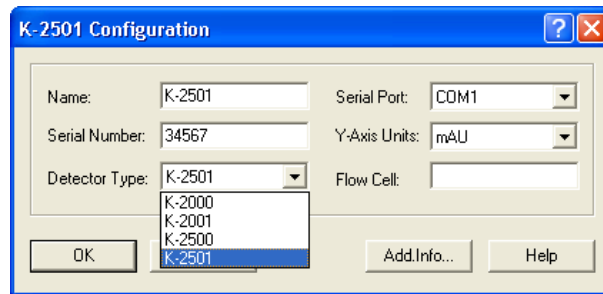 K-2501 Configuration
Name: K-2501
Serial Port: COM1
Serial Number: 34567
Y-Axis Units: mAU
Detector Type: K-2501
Flow Cell:
K-2000
K-2001
K-2500
K-2501
OK
Add.Info...
Help